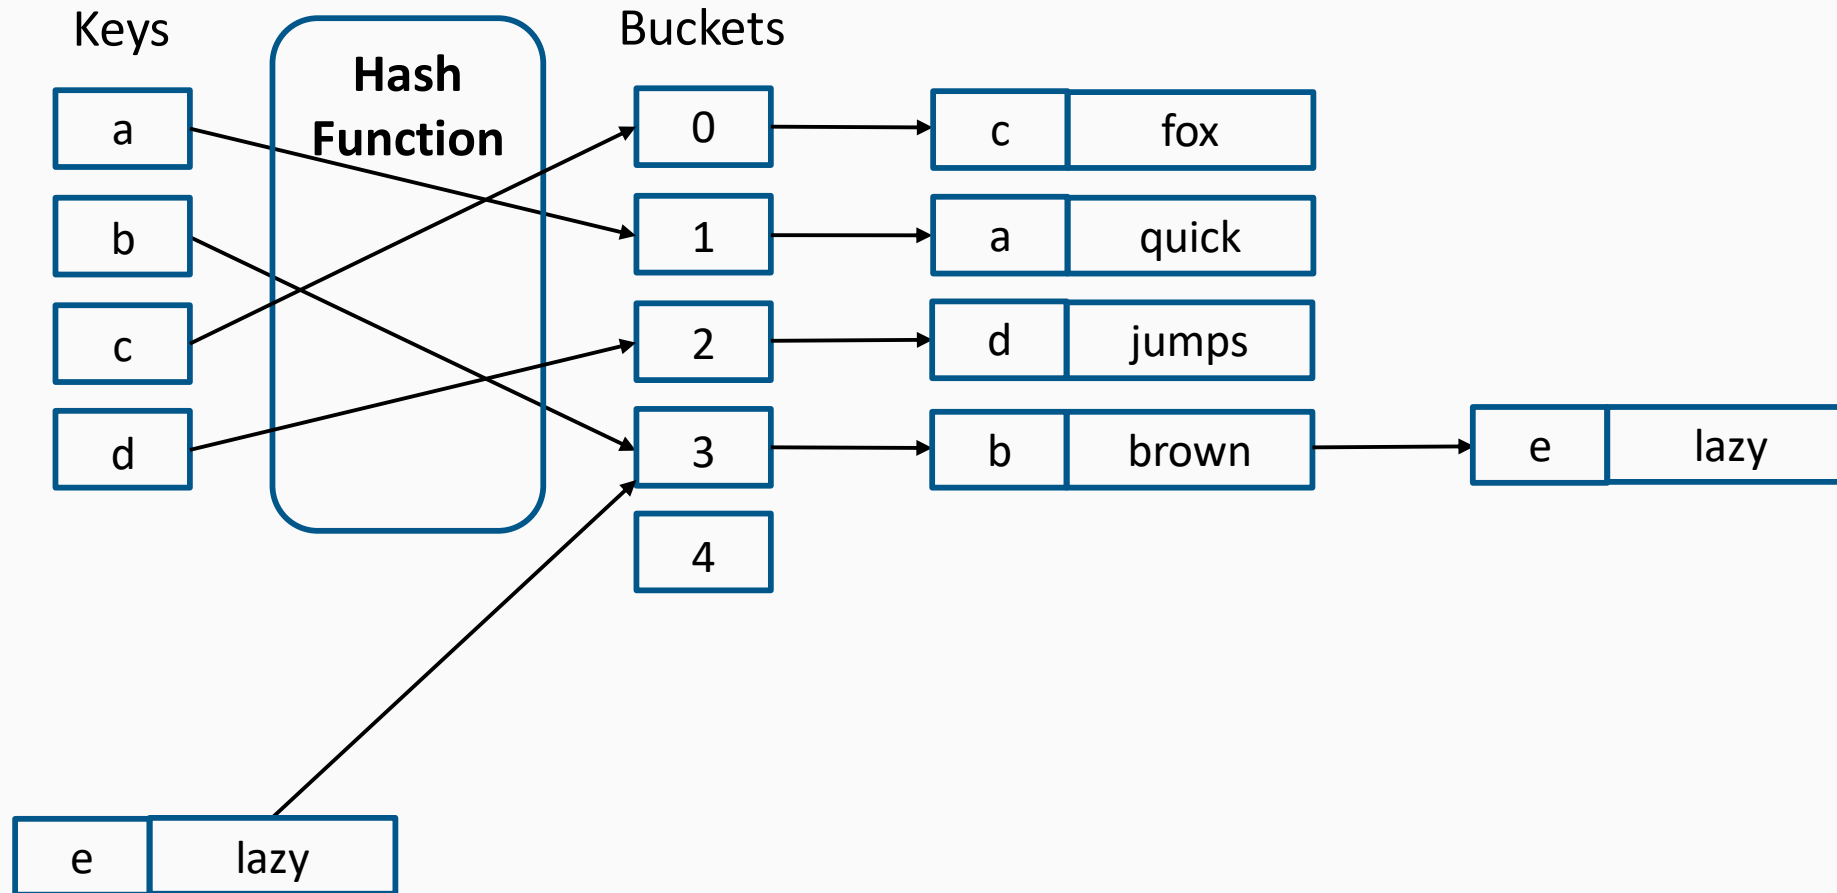 Keys
Hash
Function
Buckets
a
0
c fox
b
1
a quick
c
2
d jumps
d
3
b brown
e lazy
4
e lazy